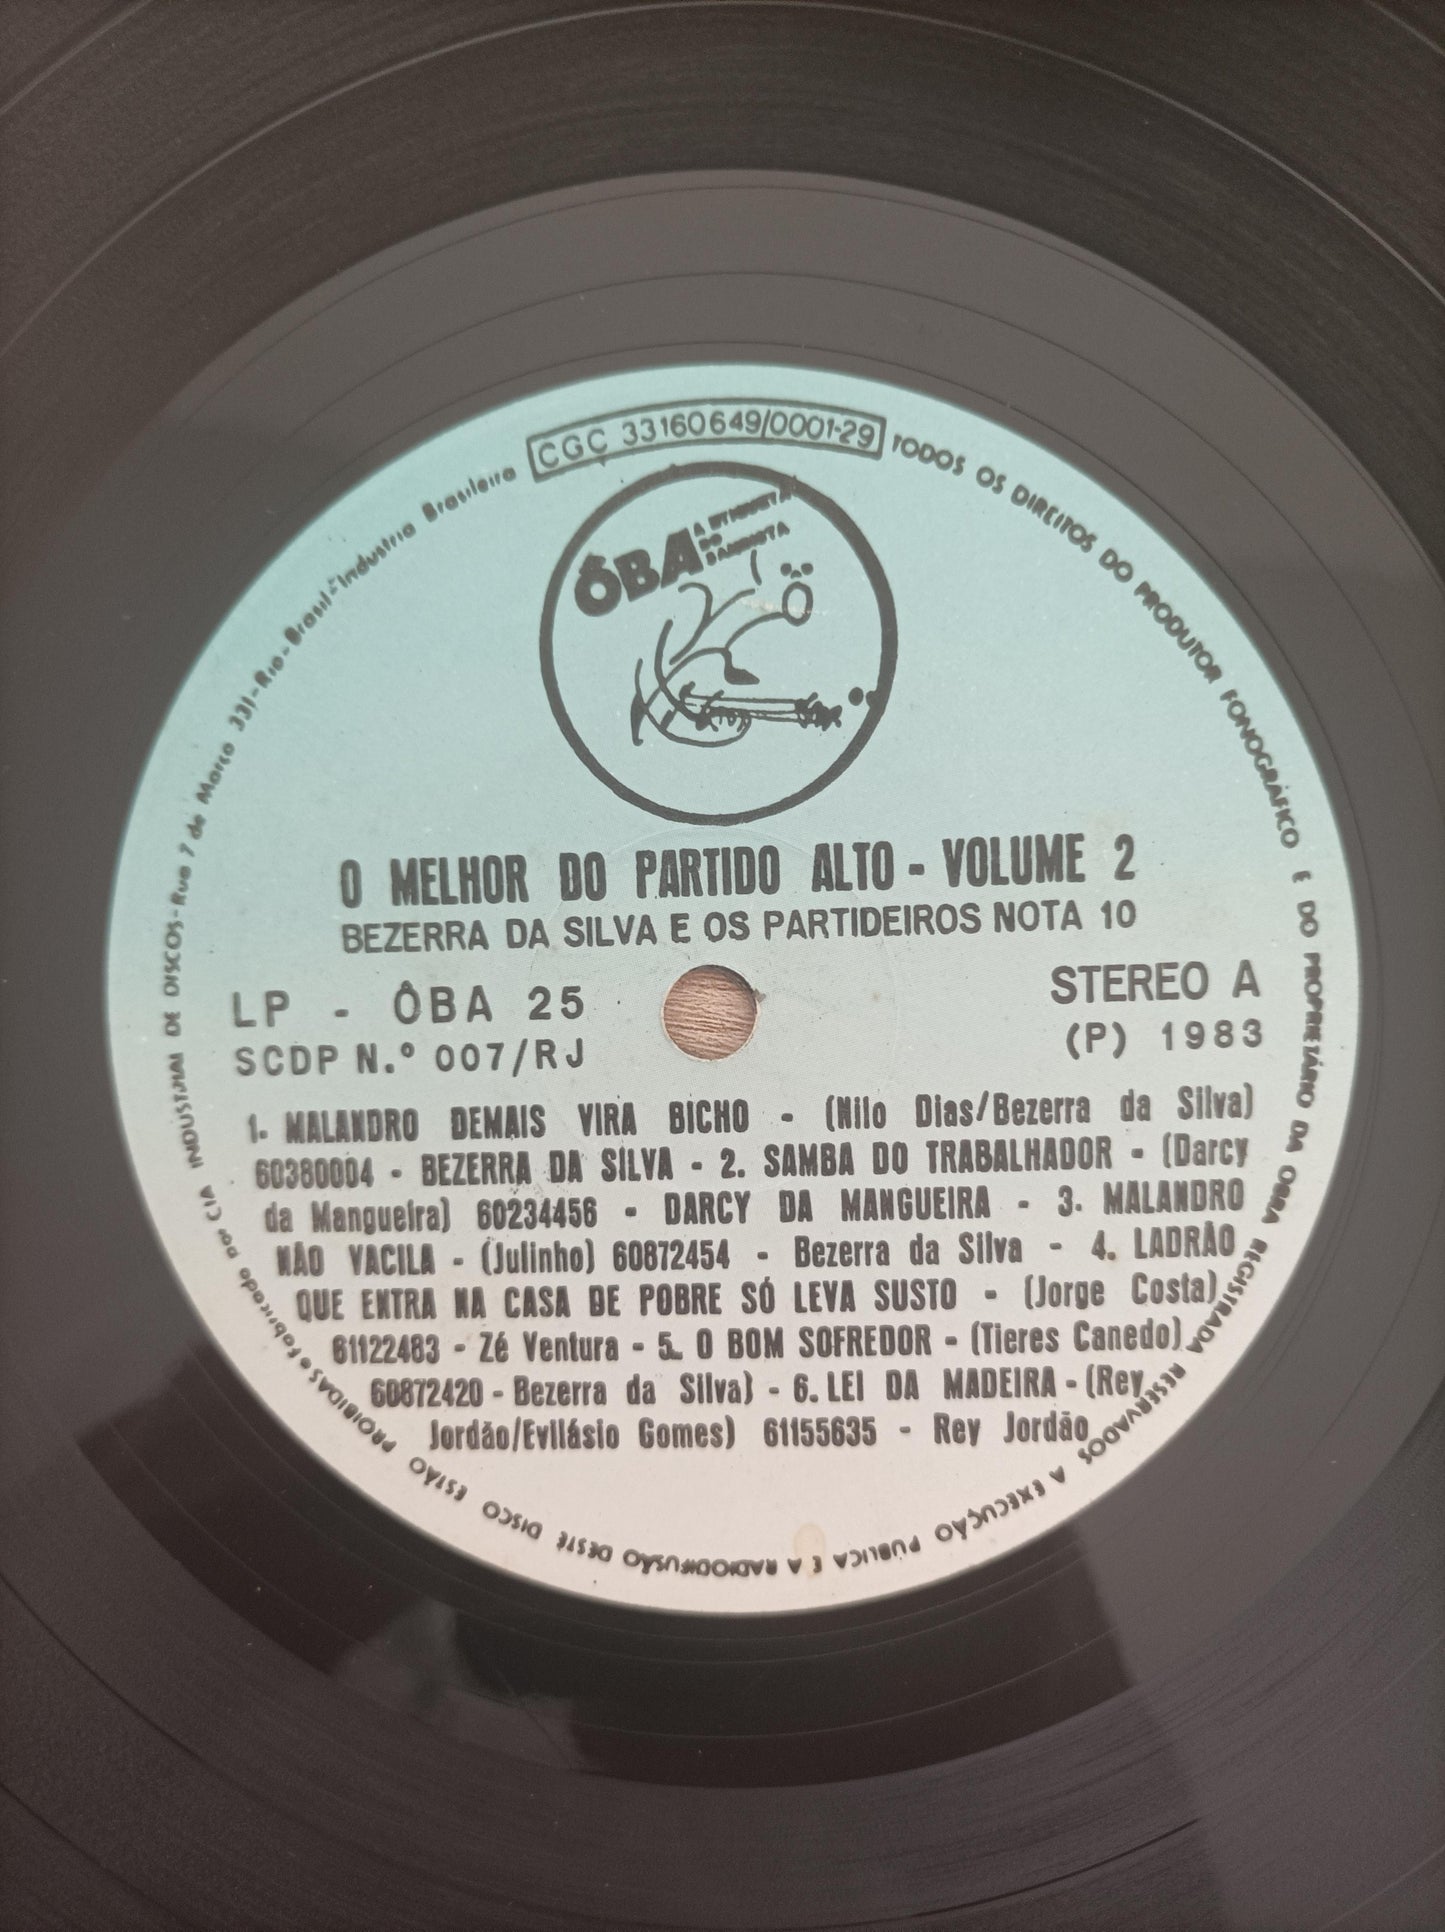 CGC 33160649/0001-29
ÔBA A ETIQUETA
DO
SAMBISTA
O MELHOR DO PARTIDO ALTO - VOLUME 2
BEZERRA DA SILVA E OS PARTIDEIROS NOTA 10
LP - ÔBA 25 STEREO A
SCDP N.º 007/RJ (P) 1983
1. MALANDRO DEMAIS VIRA BICHO - (Nilo Dias/Bezerra da Silva)
60380004 - BEZERRA DA SILVA - 2. SAMBA DO TRABALHADOR - (Darcy
da Mangueira) 60234456 - DARCY DA MANGUEIRA - 3. MALANDRO
NÃO VACILA - (Julinho) 60872454 - Bezerra da Silva - 4. LADRÃO
QUE ENTRA NA CASA DE POBRE SÓ LEVA SUSTO - (Jorge Costa)
61122483 - Zé Ventura - 5. O BOM SOFREDOR - (Tieres Canedo)
60872420 - Bezerra da Silva) - 6. LEI DA MADEIRA - (Rey
Jordão/Evilásio Gomes) 61155635 - Rey Jordão
TODOS OS DIREITOS DO PRODUTOR FONOGRÁFICO E DO PROPRIETÁRIO DA OBRA REGISTRADA RESERVADOS A EXECUÇÃO PÚBLICA E A RADIODIFUSÃO DESTE DISCO ESTÃO PROIBIDAS e fabricado por CIA INDUSTRIAL DE DISCOS - Rua 7 de Março 331 - Rio - Brasil - Industria Brasileira